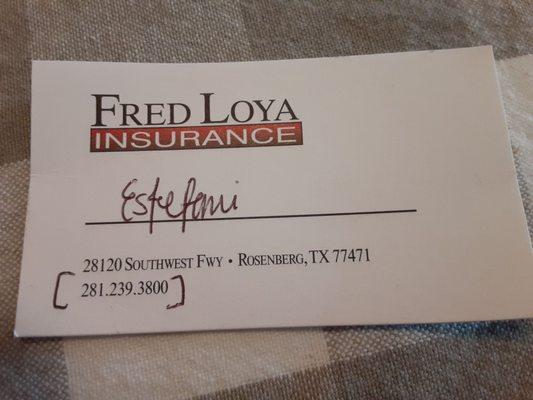 FRED LOYA
INSURANCE
Estefani
28120 SOUTHWEST FWY • ROSENBERG, TX 77471
[281.239.3800]